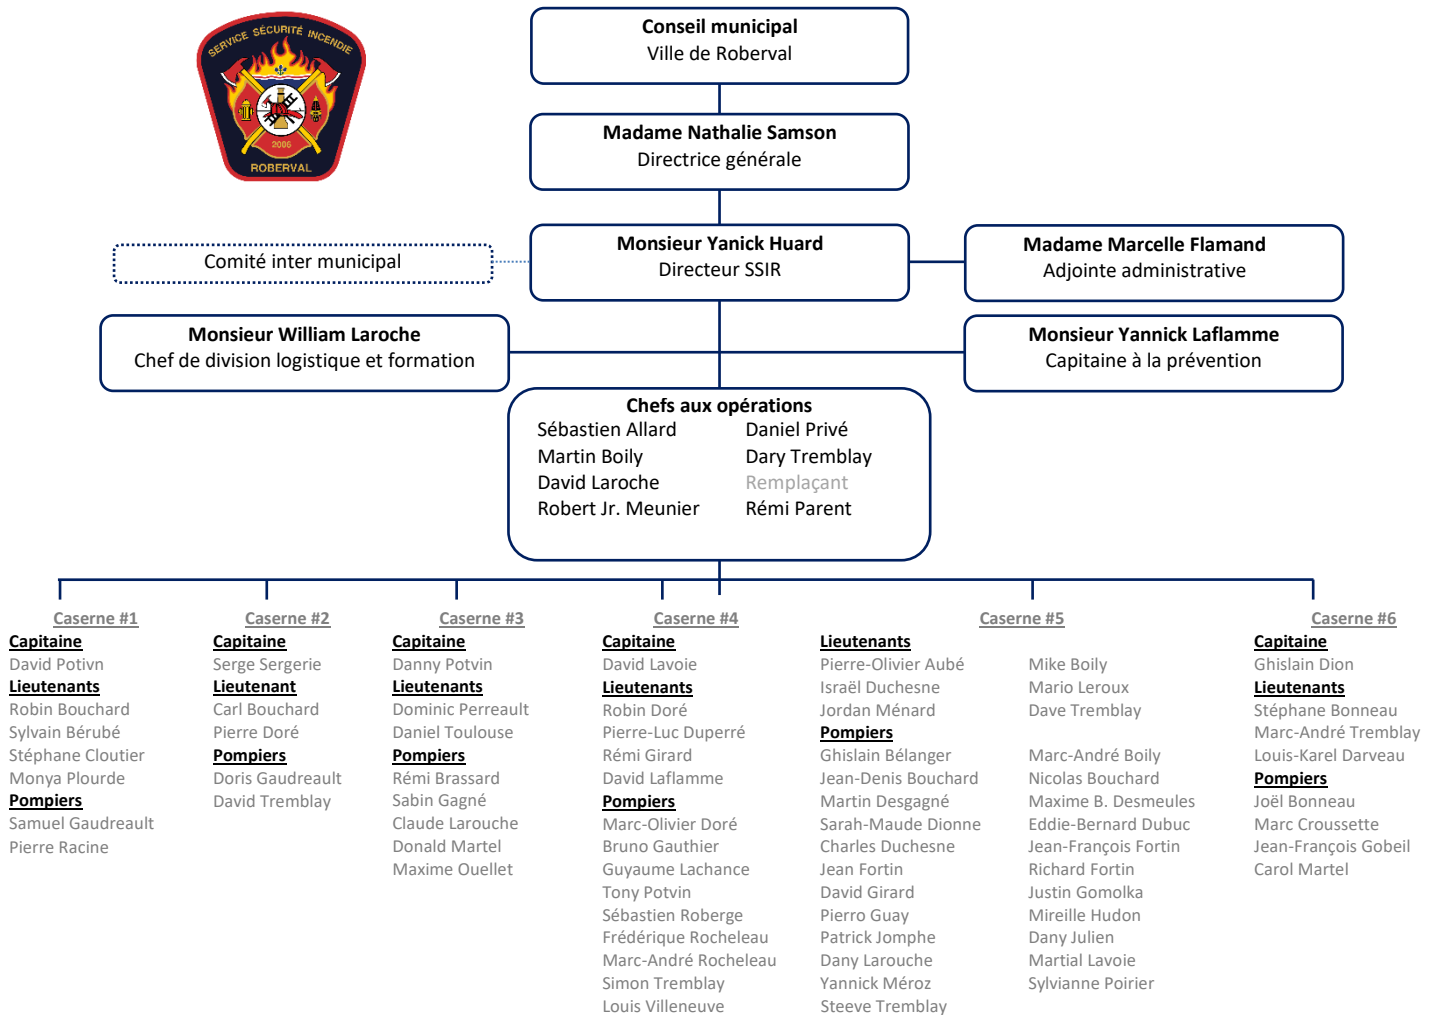 SERVICE SÉCURITÉ INCENDIE
2006
ROBERVAL
Conseil municipal
Ville de Roberval
Madame Nathalie Samson
Directrice générale
Monsieur Yanick Huard
Directeur SSIR
Madame Marcelle Flamand
Adjointe administrative
Comité inter municipal
Monsieur William Laroche
Chef de division logistique et formation
Monsieur Yannick Laflamme
Capitaine à la prévention
Chefs aux opérations
Sébastien Allard
Martin Boily
David Laroche
Robert Jr. Meunier
Daniel Privé
Dary Tremblay
Remplaçant
Rémi Parent
Caserne #1
Capitaine
David Potivn
Lieutenants
Robin Bouchard
Sylvain Bérubé
Stéphane Cloutier
Monya Plourde
Pompiers
Samuel Gaudreault
Pierre Racine
Caserne #2
Capitaine
Serge Sergerie
Lieutenant
Carl Bouchard
Pierre Doré
Pompiers
Doris Gaudreault
David Tremblay
Caserne #3
Capitaine
Danny Potvin
Lieutenants
Dominic Perreault
Daniel Toulouse
Pompiers
Rémi Brassard
Sabin Gagné
Claude Larouche
Donald Martel
Maxime Ouellet
Caserne #4
Capitaine
David Lavoie
Lieutenants
Robin Doré
Pierre-Luc Duperré
Rémi Girard
David Laflamme
Pompiers
Marc-Olivier Doré
Bruno Gauthier
Guyaume Lachance
Tony Potvin
Sébastien Roberge
Frédérique Rocheleau
Marc-André Rocheleau
Simon Tremblay
Louis Villeneuve
Caserne #5
Lieutenants
Pierre-Olivier Aubé
Israël Duchesne
Jordan Ménard
Pompiers
Ghislain Bélanger
Jean-Denis Bouchard
Martin Desgagné
Sarah-Maude Dionne
Charles Duchesne
Jean Fortin
David Girard
Pierro Guay
Patrick Jomphe
Dany Larouche
Yannick Méroz
Steeve Tremblay
Mike Boily
Mario Leroux
Dave Tremblay
Marc-André Boily
Nicolas Bouchard
Maxime B. Desmeules
Eddie-Bernard Dubuc
Jean-François Fortin
Richard Fortin
Justin Gomolka
Mireille Hudon
Dany Julien
Martial Lavoie
Sylvianne Poirier
Caserne #6
Capitaine
Ghislain Dion
Lieutenants
Stéphane Bonneau
Marc-André Tremblay
Louis-Karel Darveau
Pompiers
Joël Bonneau
Marc Croussette
Jean-François Gobeil
Carol Martel